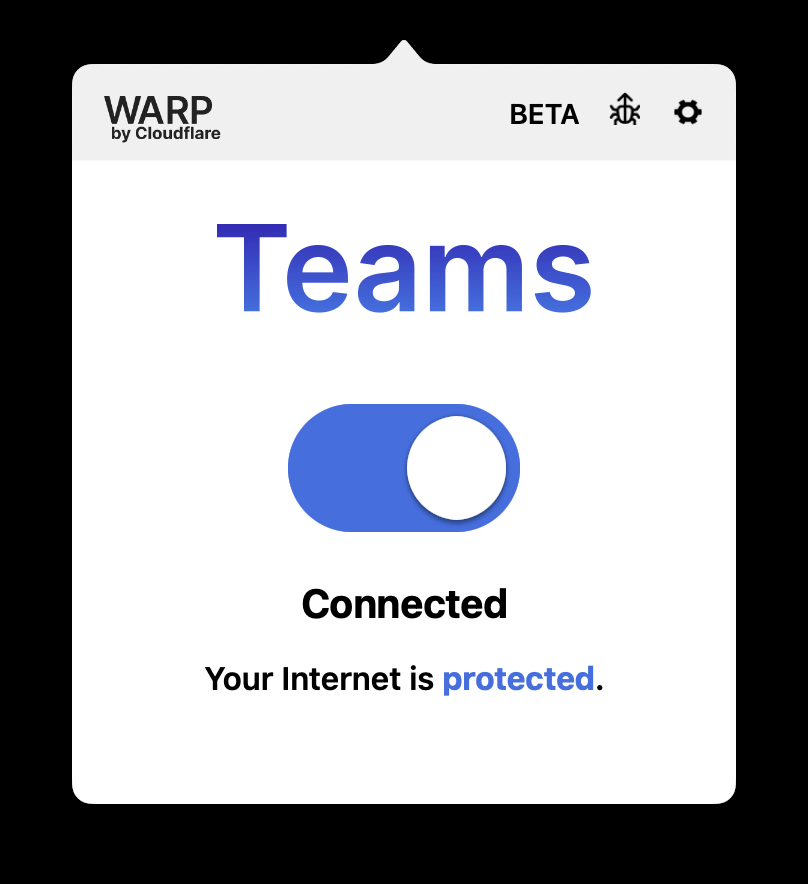 WARP
by Cloudflare
BETA
Teams
Connected
Your Internet is protected.